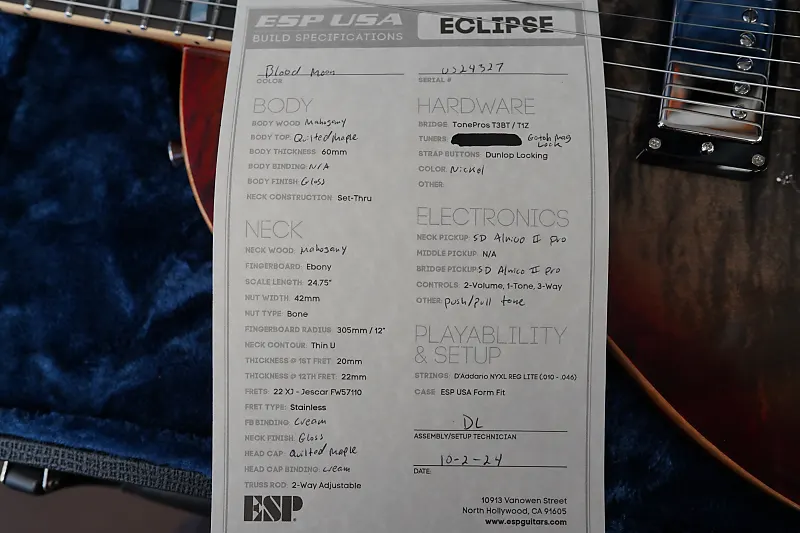 ESP USA
BUILD SPECIFICATIONS
ECLIPSE
Blood Moon
COLOR
US24327
SERIAL #
BODY
BODY WOOD: Mahogany
BODY TOP: Quilted Maple
BODY THICKNESS: 60mm
BODY BINDING: N/A
BODY FINISH: Gloss
NECK CONSTRUCTION: Set-Thru
NECK
NECK WOOD: Mahogany
FINGERBOARD: Ebony
SCALE LENGTH: 24.75"
NUT WIDTH: 42mm
NUT TYPE: Bone
FINGERBOARD RADIUS: 305mm / 12"
NECK CONTOUR: Thin U
THICKNESS @ 1ST FRET: 20mm
THICKNESS @ 12TH FRET: 22mm
FRETS: 22 XJ - Jescar FW57110
FRET TYPE: Stainless
FB BINDING: Cream
NECK FINISH: Gloss
HEAD CAP: Quilted Maple
HEAD CAP BINDING: Cream
TRUSS ROD: 2-Way Adjustable
ESP
HARDWARE
BRIDGE: TonePros T3BT / T1Z
TUNERS: Gotoh Mag
Lock
STRAP BUTTONS: Dunlop Locking
COLOR: Nickel
OTHER:
ELECTRONICS
NECK PICKUP: SD Alnico II pro
MIDDLE PICKUP: N/A
BRIDGE PICKUP: SD Alnico II pro
CONTROLS: 2-Volume, 1-Tone, 3-Way
OTHER: push/pull tone
PLAYABLILITY
& SETUP
STRINGS: D'Addario NYXL REG LITE (.010 - .046)
CASE: ESP USA Form Fit
DL
ASSEMBLY/SETUP TECHNICIAN
10-2-24
DATE:
10913 Vanowen Street
North Hollywood, CA 91605
www.espguitars.com